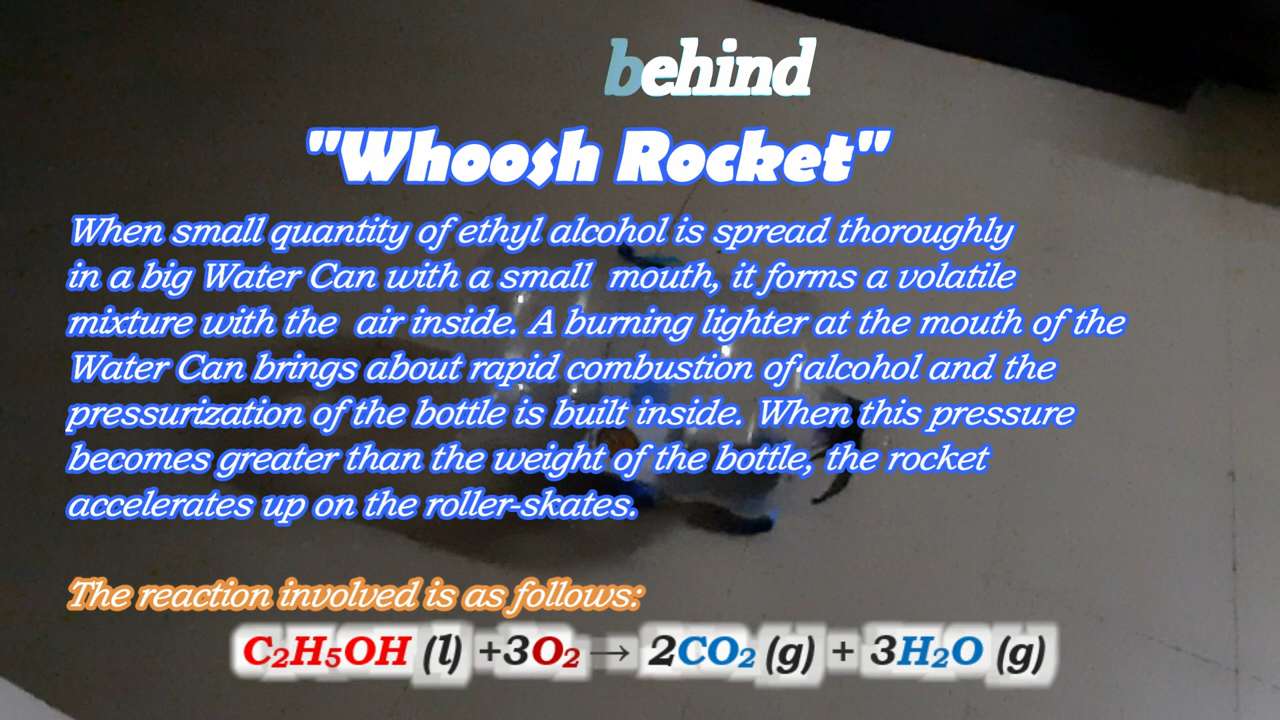 behind
"Whoosh Rocket"
When small quantity of ethyl alcohol is spread thoroughly
in a big Water Can with a small mouth, it forms a volatile
mixture with the air inside. A burning lighter at the mouth of the
Water Can brings about rapid combustion of alcohol and the
pressurization of the bottle is built inside. When this pressure
becomes greater than the weight of the bottle, the rocket
accelerates up on the roller-skates.
The reaction involved is as follows:
C₂H₅OH (l) +3O₂ → 2CO₂ (g) + 3H₂O (g)